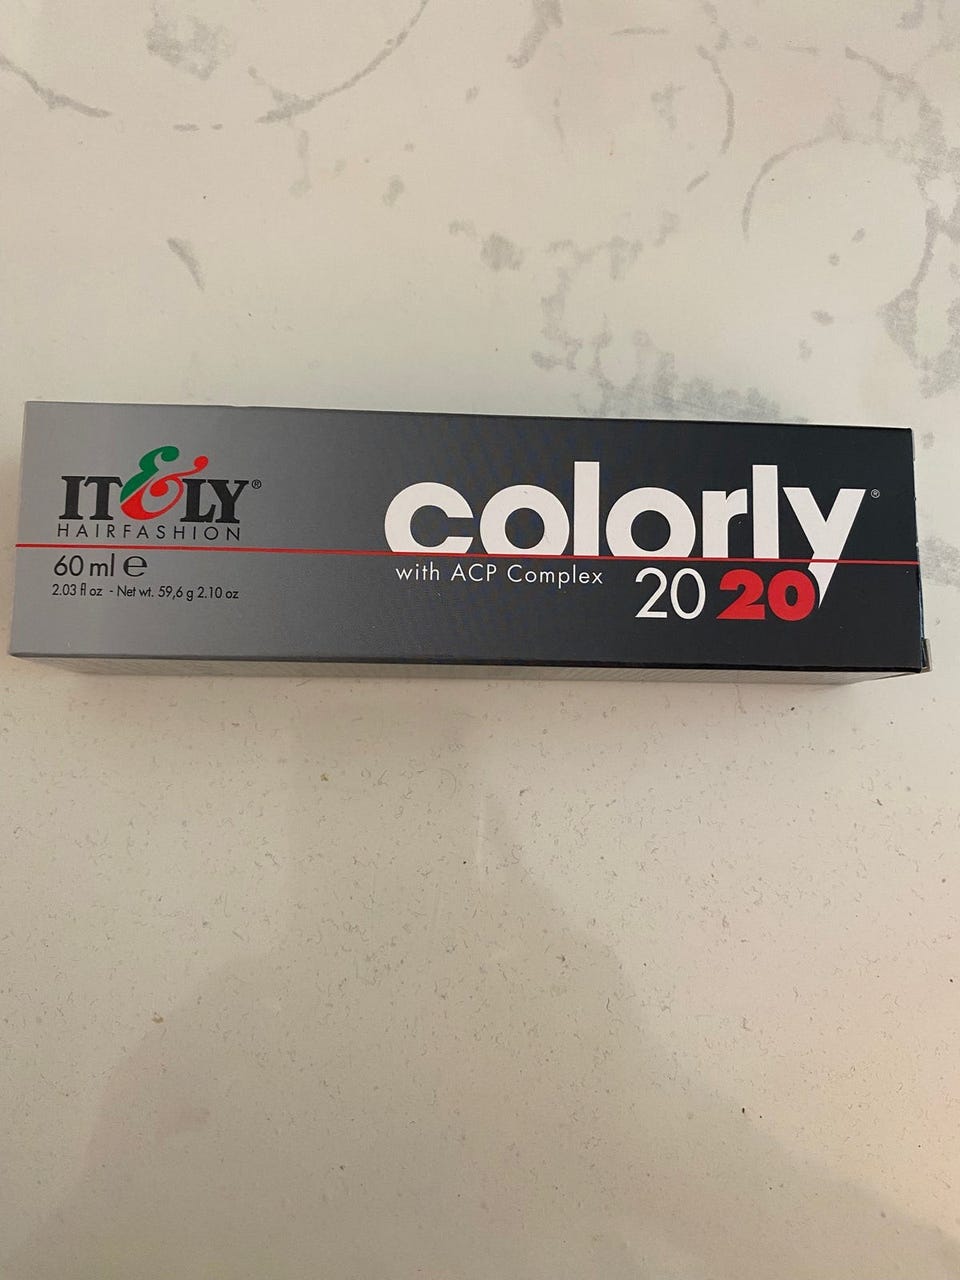 IT&LY®
HAIRFASHION
60 ml ℮
2.03 fl oz - Net wt. 59,6 g 2.10 oz
colorly®
with ACP Complex
20 20